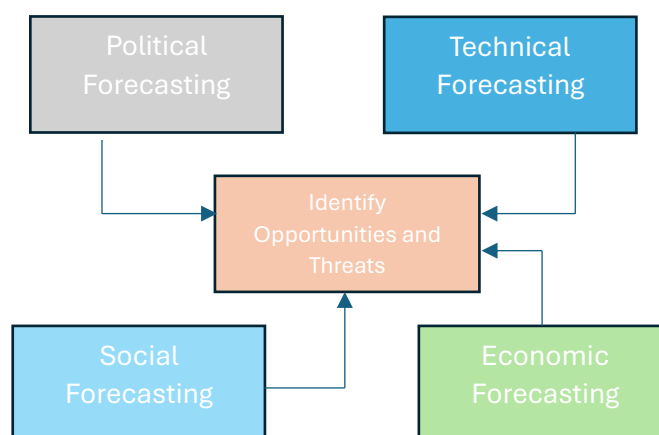 Political
Forecasting
Technical
Forecasting
Identify
Opportunities and
Threats
Social
Forecasting
Economic
Forecasting